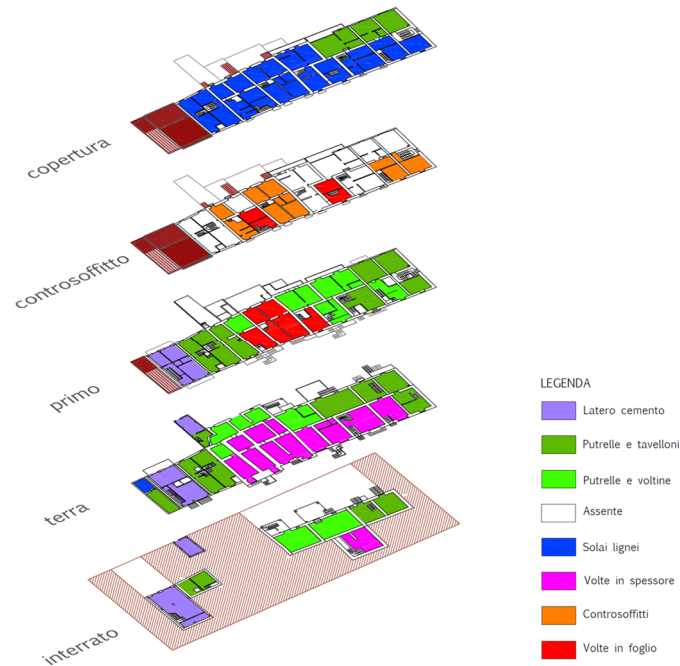 copertura
controsoffitto
primo
terra
interrato
LEGENDA
Latero cemento
Putrelle e tavelloni
Putrelle e voltine
Assente
Solai lignei
Volte in spessore
Controsoffitti
Volte in foglio